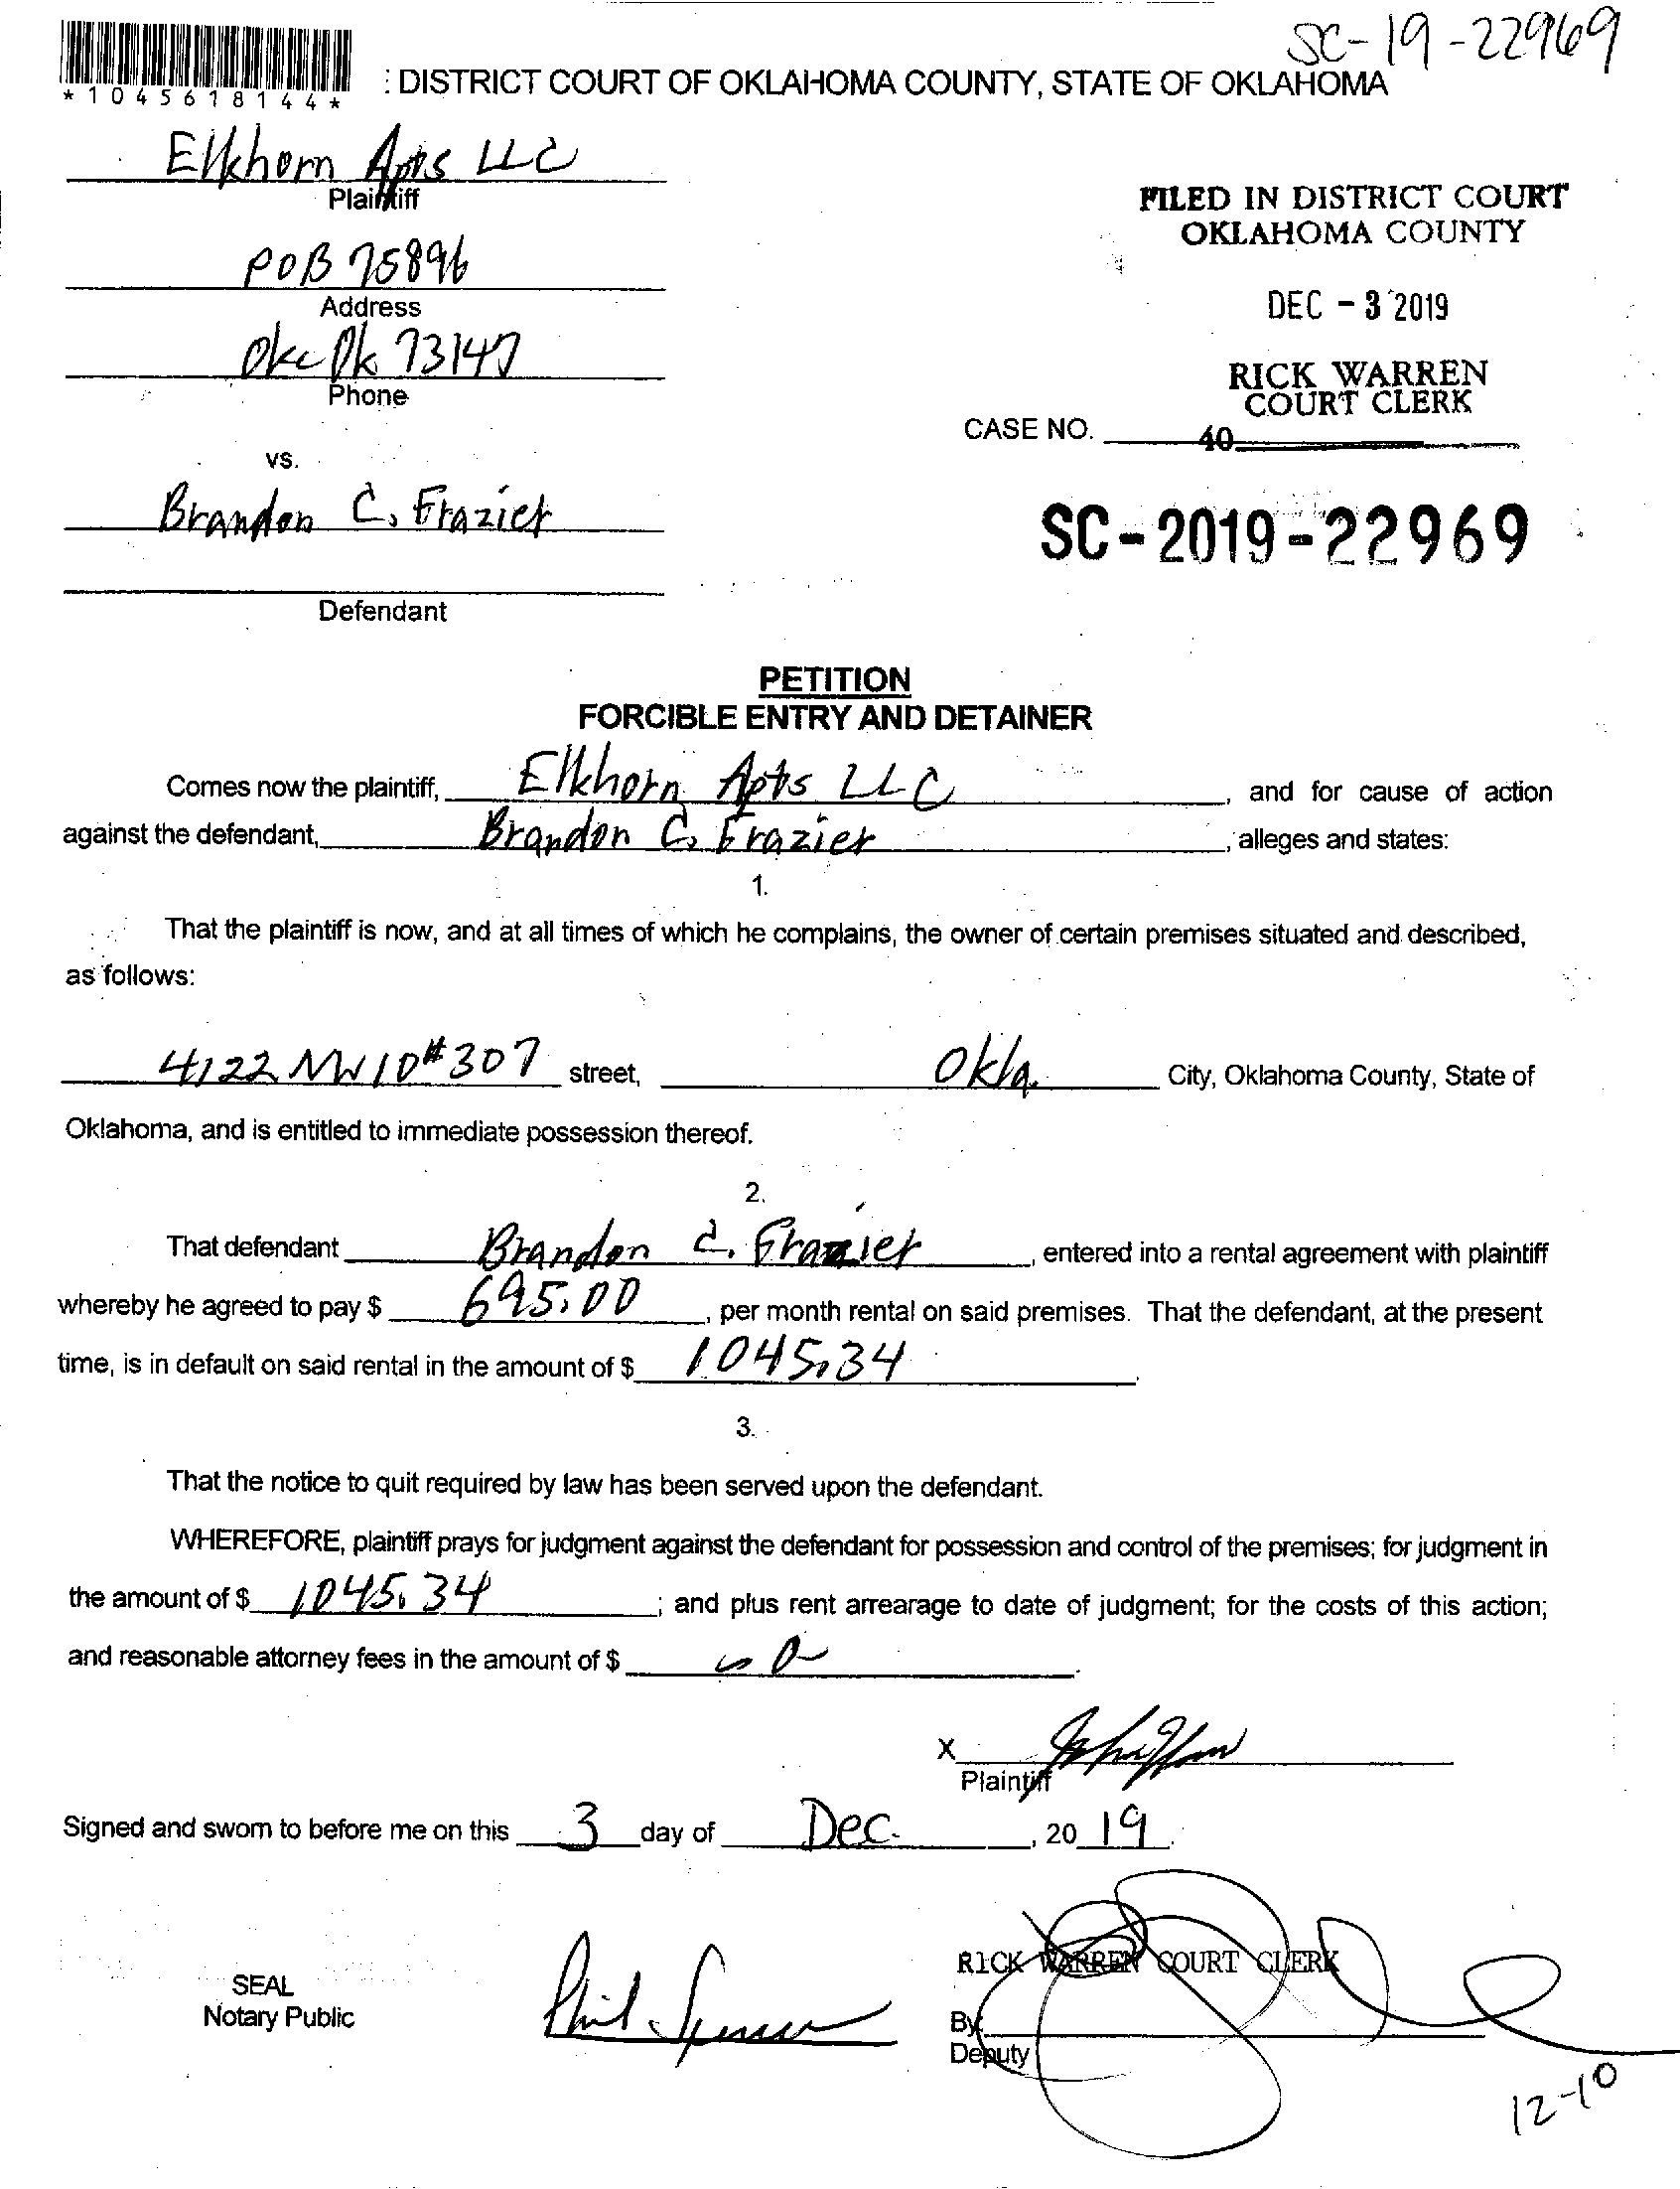 SC-19-22969
*1045618144*
: DISTRICT COURT OF OKLAHOMA COUNTY, STATE OF OKLAHOMA
Elkhorn Apts LLC
Plaintiff
POB 75896
Address
Okc Ok 73147
Phone
FILED IN DISTRICT COURT
OKLAHOMA COUNTY
DEC - 3 2019
RICK WARREN
COURT CLERK
CASE NO. 40
vs.
Brandon C. Frazier
SC-2019-22969
Defendant
PETITION
FORCIBLE ENTRY AND DETAINER
Comes now the plaintiff, Elkhorn Apts LLC, and for cause of action
against the defendant, Brandon C. Frazier, alleges and states:
1.
That the plaintiff is now, and at all times of which he complains, the owner of certain premises situated and described,
as follows:
4122 NW 10 #307 street, Okla. City, Oklahoma County, State of
Oklahoma, and is entitled to immediate possession thereof.
2.
That defendant Brandon C. Frazier, entered into a rental agreement with plaintiff
whereby he agreed to pay $ 695.00, per month rental on said premises. That the defendant, at the present
time, is in default on said rental in the amount of $ 1045.34.
3.
That the notice to quit required by law has been served upon the defendant.
WHEREFORE, plaintiff prays for judgment against the defendant for possession and control of the premises; for judgment in
the amount of $ 1045.34; and plus rent arrearage to date of judgment; for the costs of this action;
and reasonable attorney fees in the amount of $ 0.
X
Plaintiff
Signed and sworn to before me on this 3 day of Dec., 20 19.
RICK WARREN COURT CLERK
SEAL
Notary Public
Phil
By:
Deputy
12-10